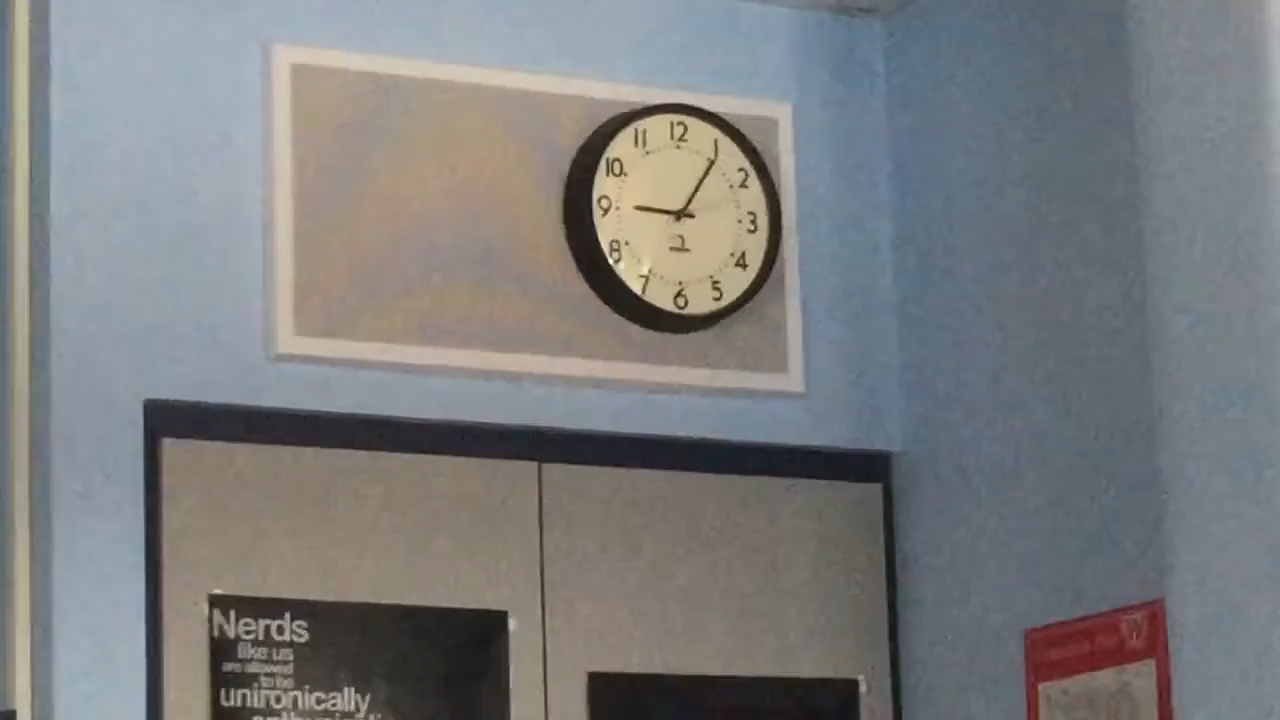 11 12 1
10 2
9 3
8 4
7 6 5
Nerds
like us
are allowed
to be
unironically
W